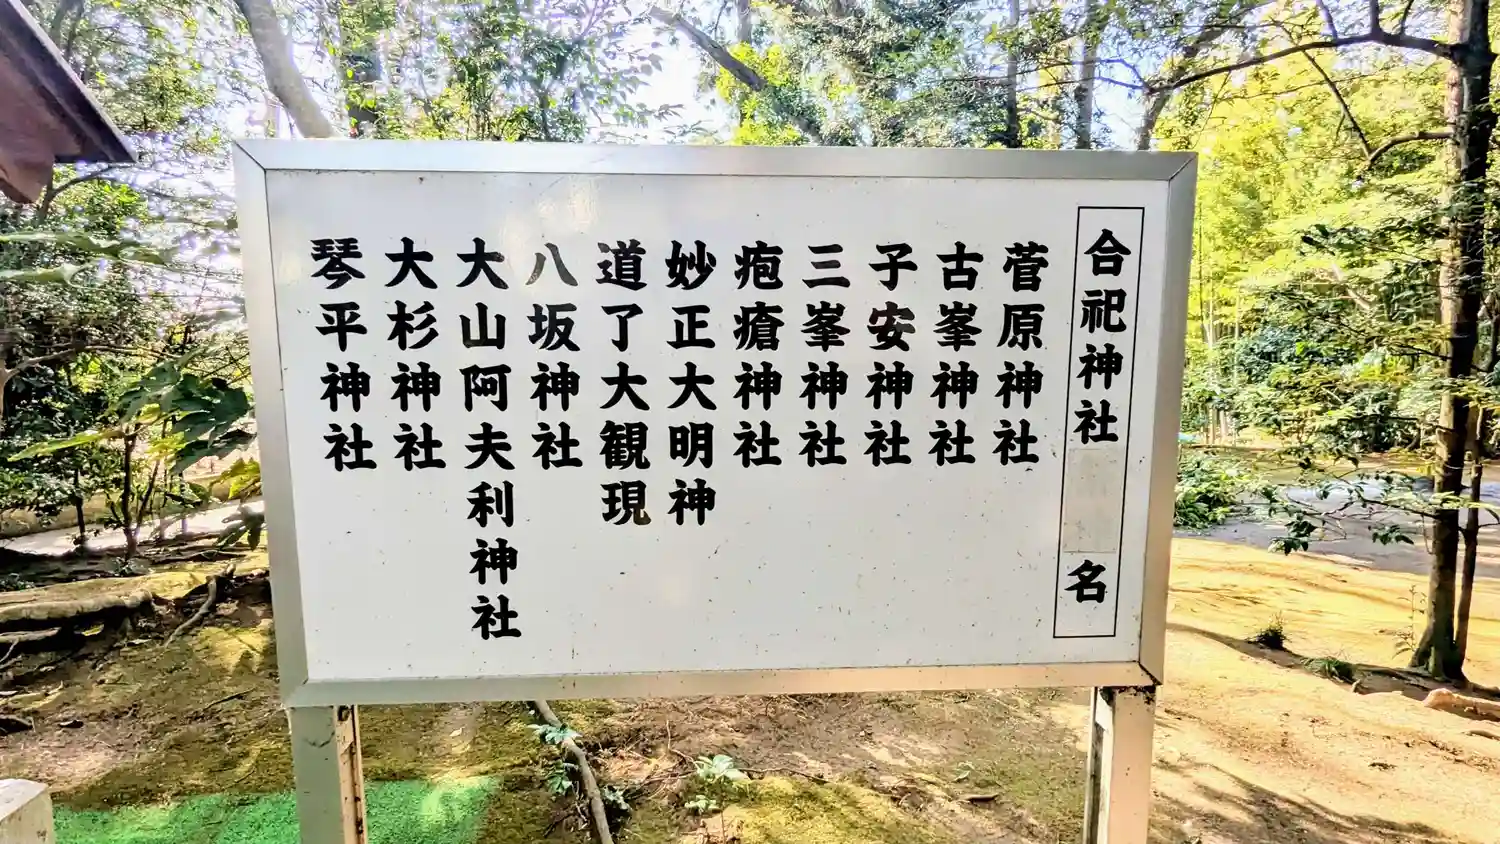 合祀神社名
菅原神社
古峯神社
子安神社
三峯神社
疱瘡神社
妙正大明神
道了大観現
八坂神社
大山阿夫利神社
大杉神社
琴平神社